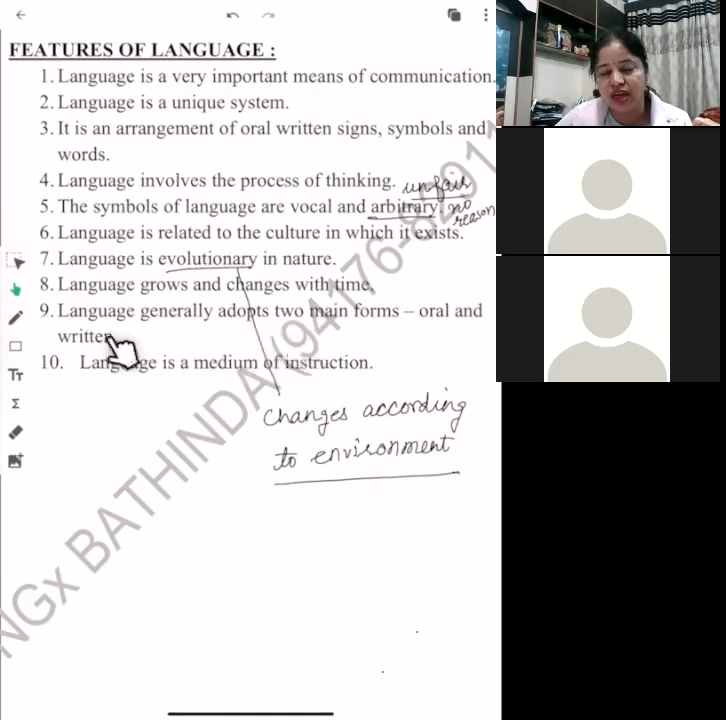 FEATURES OF LANGUAGE :
1. Language is a very important means of communication.
2. Language is a unique system.
3. It is an arrangement of oral written signs, symbols and
words.
4. Language involves the process of thinking.
unfair
5. The symbols of language are vocal and arbitrary.
no
reason
6. Language is related to the culture in which it exists.
7. Language is evolutionary in nature.
8. Language grows and changes with time.
9. Language generally adopts two main forms – oral and
written
10. Language is a medium of instruction.
changes according
to environment
NGx BATHINDA (94176-8291
Tт
Σ